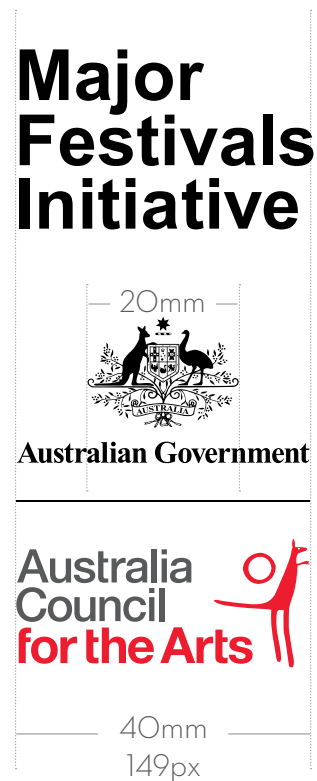 Major
Festivals
Initiative
20mm
AUSTRALIA
Australian Government
Australia
Council
for the Arts
40mm
149px